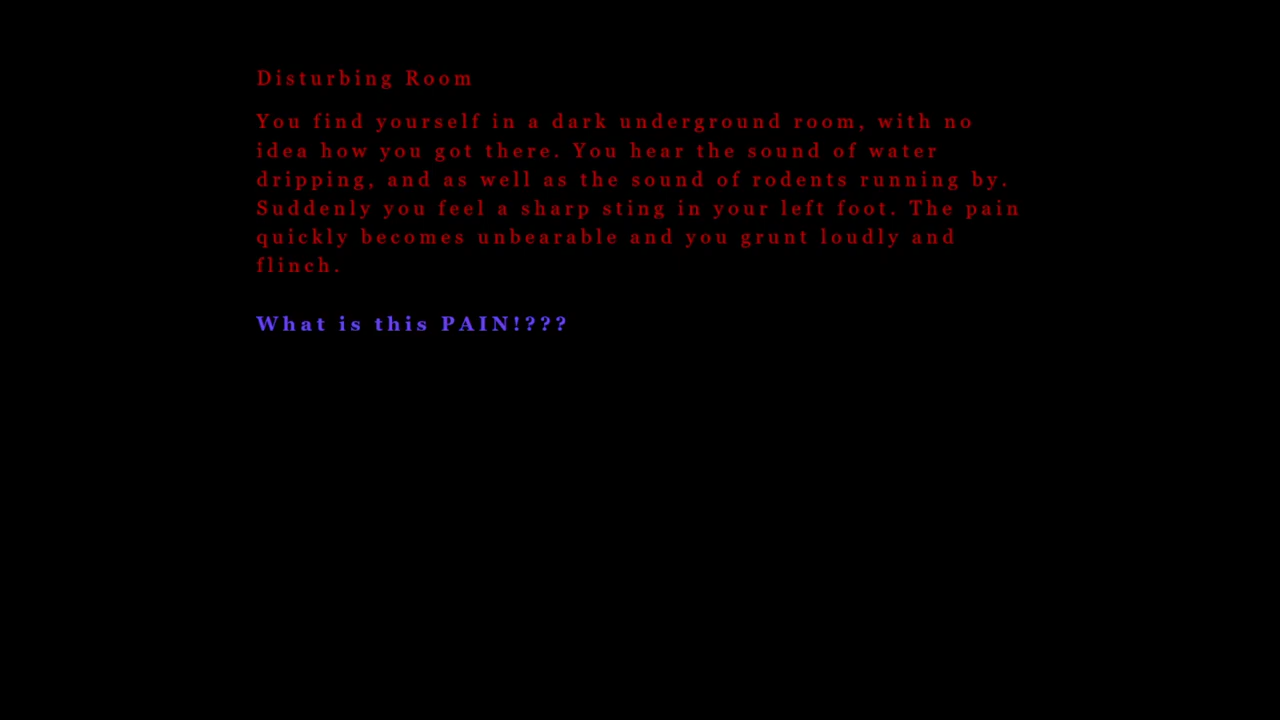 Disturbing Room
You find yourself in a dark underground room, with no
idea how you got there. You hear the sound of water
dripping, and as well as the sound of rodents running by.
Suddenly you feel a sharp sting in your left foot. The pain
quickly becomes unbearable and you grunt loudly and
flinch.
What is this PAIN!???